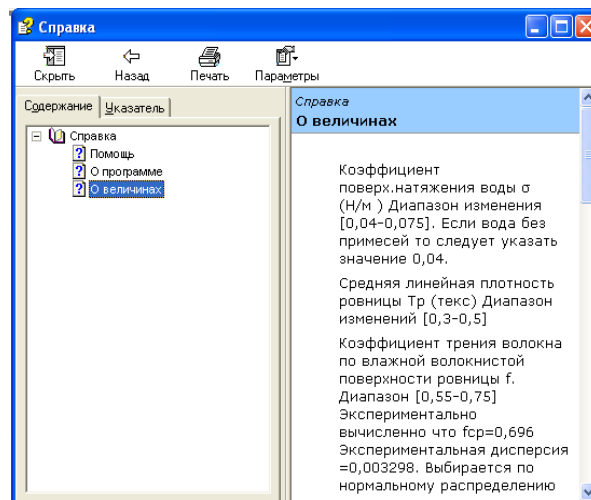 Справка
Скрыть Назад Печать Параметры
Содержание Указатель
Справка
Помощь
О программе
О величинах
Справка
О величинах
Коэффициент
поверх.натяжения воды σ
(Н/м ) Диапазон изменения
[0,04-0,075]. Если вода без
примесей то следует указать
значение 0,04.
Средняя линейная плотность
ровницы Тр (текс) Диапазон
изменений [0,3-0,5]
Коэффициент трения волокна
по влажной волокнистой
поверхности ровницы f.
Диапазон [0,55-0,75]
Экспериментально
вычисленно что fср=0,696
Экспериментальная дисперсия
=0,003298. Выбирается по
нормальному распределению